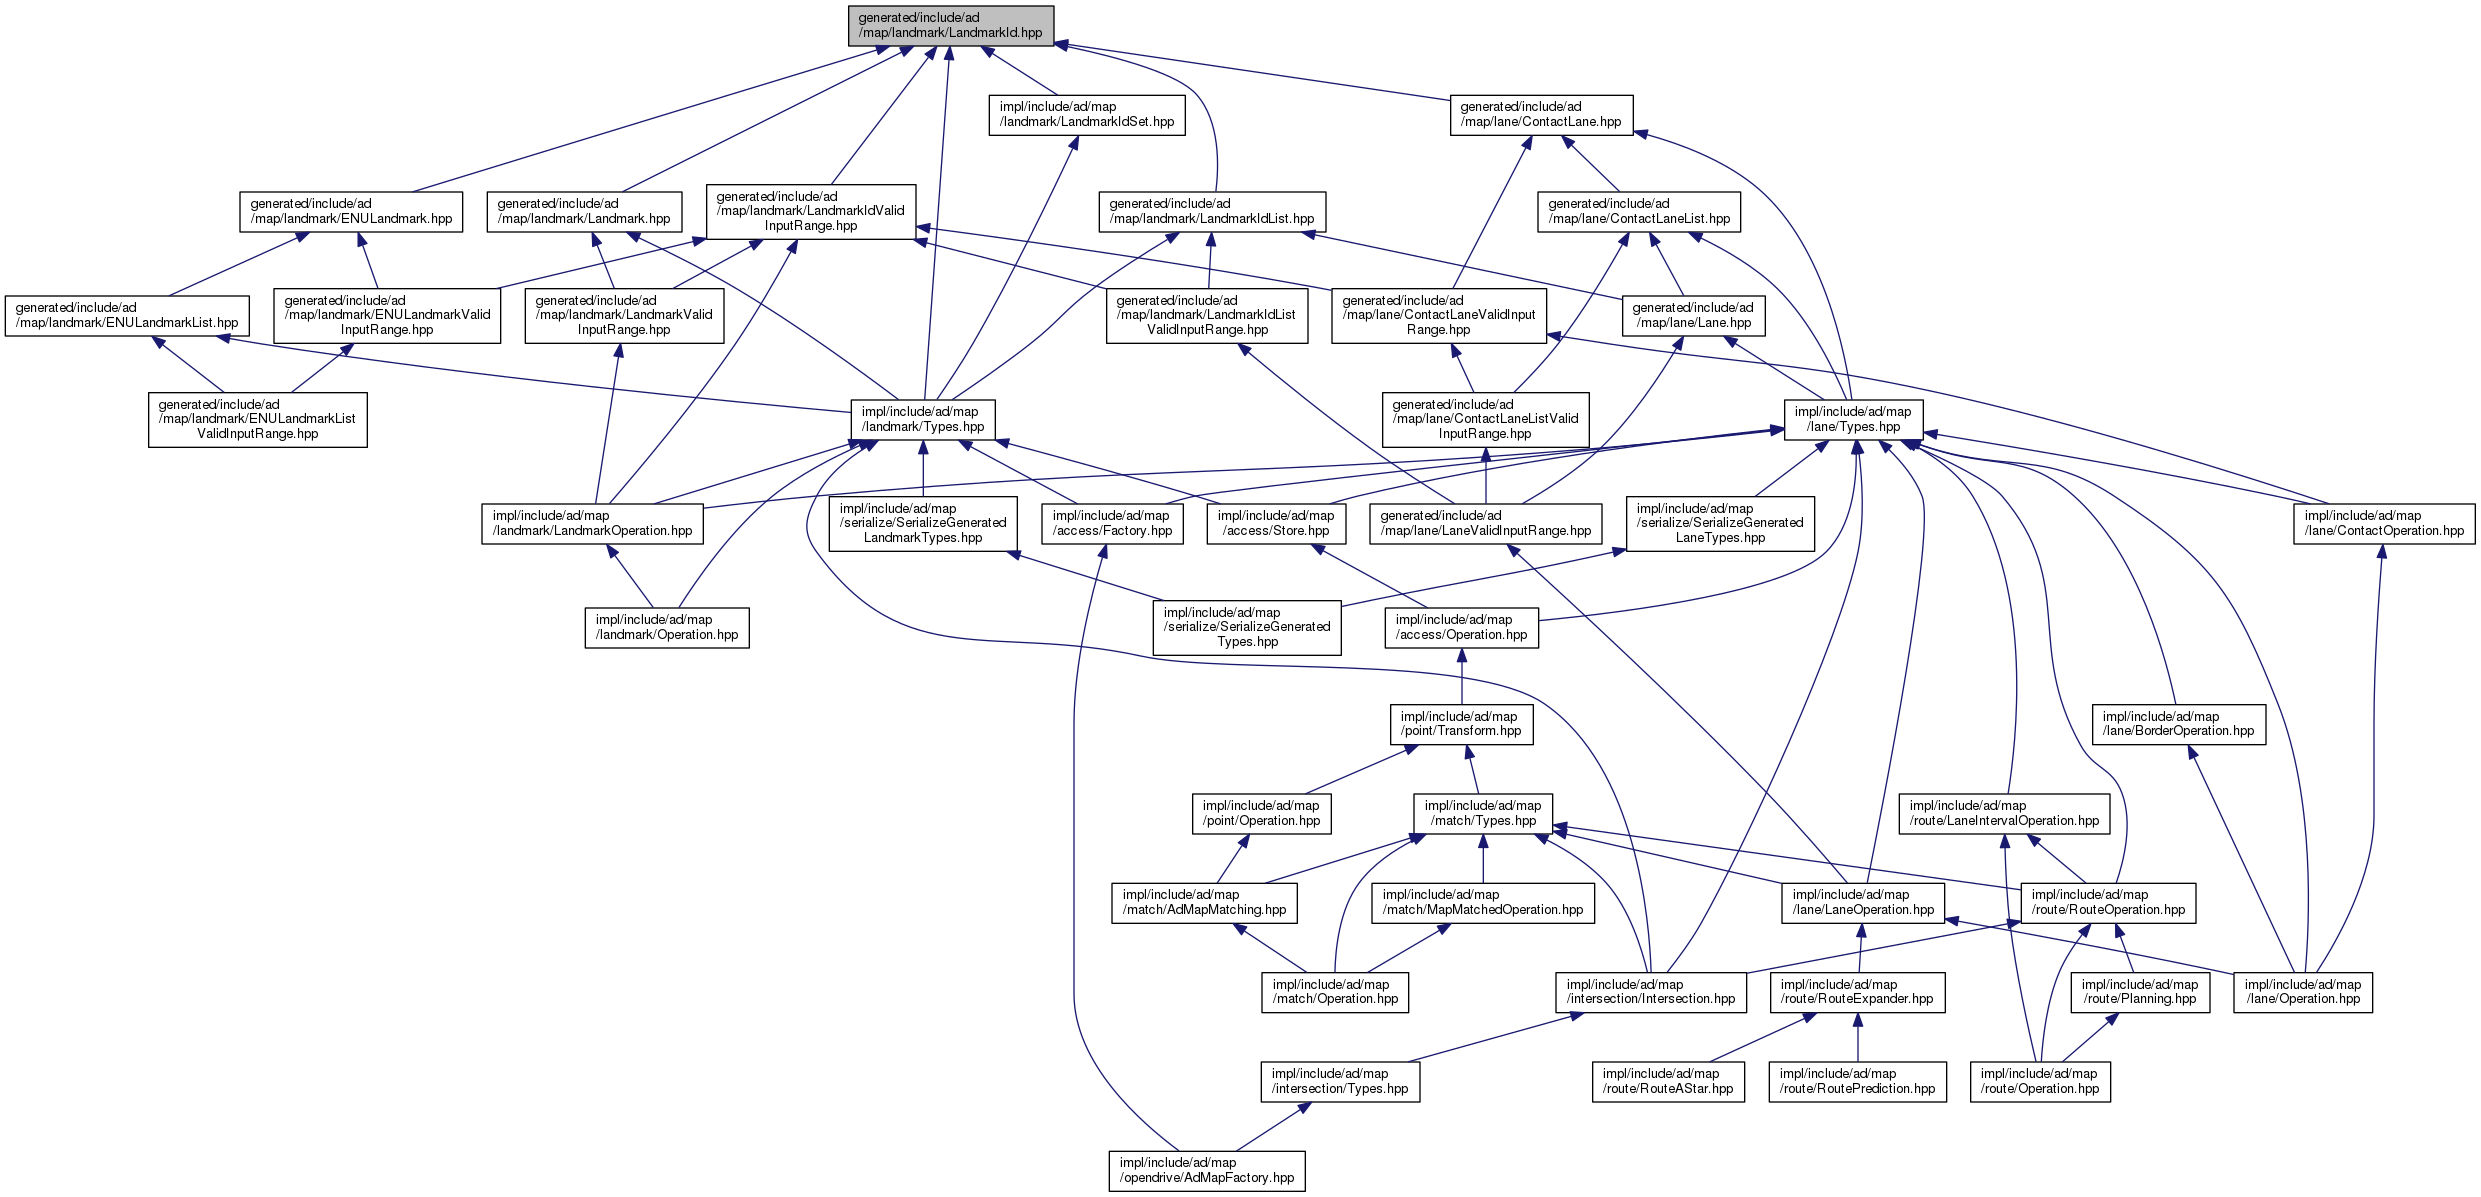 generated/include/ad
/map/landmark/LandmarkId.hpp
impl/include/ad/map
/landmark/LandmarkIdSet.hpp
generated/include/ad
/map/lane/ContactLane.hpp
generated/include/ad
/map/landmark/ENULandmark.hpp
generated/include/ad
/map/landmark/Landmark.hpp
generated/include/ad
/map/landmark/LandmarkIdValid
InputRange.hpp
generated/include/ad
/map/landmark/LandmarkIdList.hpp
generated/include/ad
/map/lane/ContactLaneList.hpp
generated/include/ad
/map/landmark/ENULandmarkList.hpp
generated/include/ad
/map/landmark/ENULandmarkValid
InputRange.hpp
generated/include/ad
/map/landmark/LandmarkValid
InputRange.hpp
generated/include/ad
/map/landmark/LandmarkIdList
ValidInputRange.hpp
generated/include/ad
/map/lane/ContactLaneValidInput
Range.hpp
generated/include/ad
/map/lane/Lane.hpp
generated/include/ad
/map/landmark/ENULandmarkList
ValidInputRange.hpp
impl/include/ad/map
/landmark/Types.hpp
generated/include/ad
/map/lane/ContactLaneListValid
InputRange.hpp
impl/include/ad/map
/lane/Types.hpp
impl/include/ad/map
/landmark/LandmarkOperation.hpp
impl/include/ad/map
/serialize/SerializeGenerated
LandmarkTypes.hpp
impl/include/ad/map
/access/Factory.hpp
impl/include/ad/map
/access/Store.hpp
generated/include/ad
/map/lane/LaneValidInputRange.hpp
impl/include/ad/map
/serialize/SerializeGenerated
LaneTypes.hpp
impl/include/ad/map
/lane/ContactOperation.hpp
impl/include/ad/map
/landmark/Operation.hpp
impl/include/ad/map
/serialize/SerializeGenerated
Types.hpp
impl/include/ad/map
/access/Operation.hpp
impl/include/ad/map
/point/Transform.hpp
impl/include/ad/map
/lane/BorderOperation.hpp
impl/include/ad/map
/point/Operation.hpp
impl/include/ad/map
/match/Types.hpp
impl/include/ad/map
/route/LaneIntervalOperation.hpp
impl/include/ad/map
/match/AdMapMatching.hpp
impl/include/ad/map
/match/MapMatchedOperation.hpp
impl/include/ad/map
/lane/LaneOperation.hpp
impl/include/ad/map
/route/RouteOperation.hpp
impl/include/ad/map
/match/Operation.hpp
impl/include/ad/map
/intersection/Intersection.hpp
impl/include/ad/map
/route/RouteExpander.hpp
impl/include/ad/map
/route/Planning.hpp
impl/include/ad/map
/lane/Operation.hpp
impl/include/ad/map
/intersection/Types.hpp
impl/include/ad/map
/route/RouteAStar.hpp
impl/include/ad/map
/route/RoutePrediction.hpp
impl/include/ad/map
/route/Operation.hpp
impl/include/ad/map
/opendrive/AdMapFactory.hpp